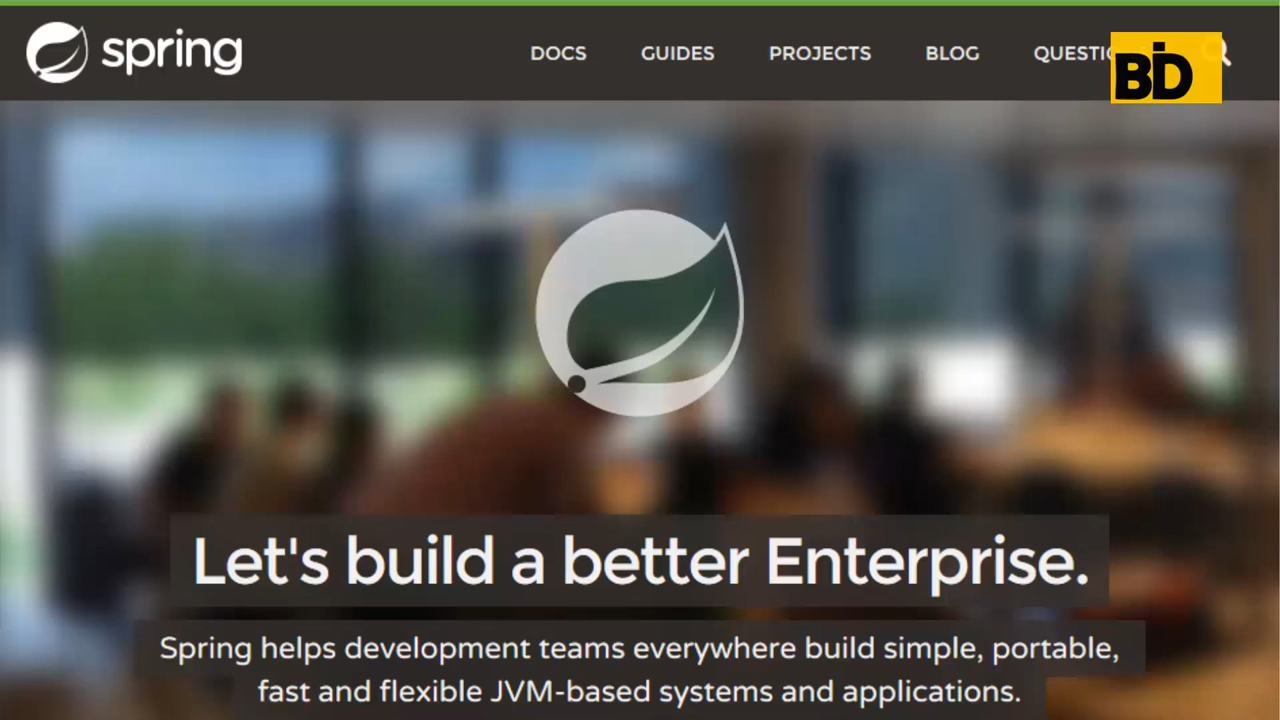 spring
DOCS
GUIDES
PROJECTS
BLOG
BD
Let's build a better Enterprise.
Spring helps development teams everywhere build simple, portable,
fast and flexible JVM-based systems and applications.